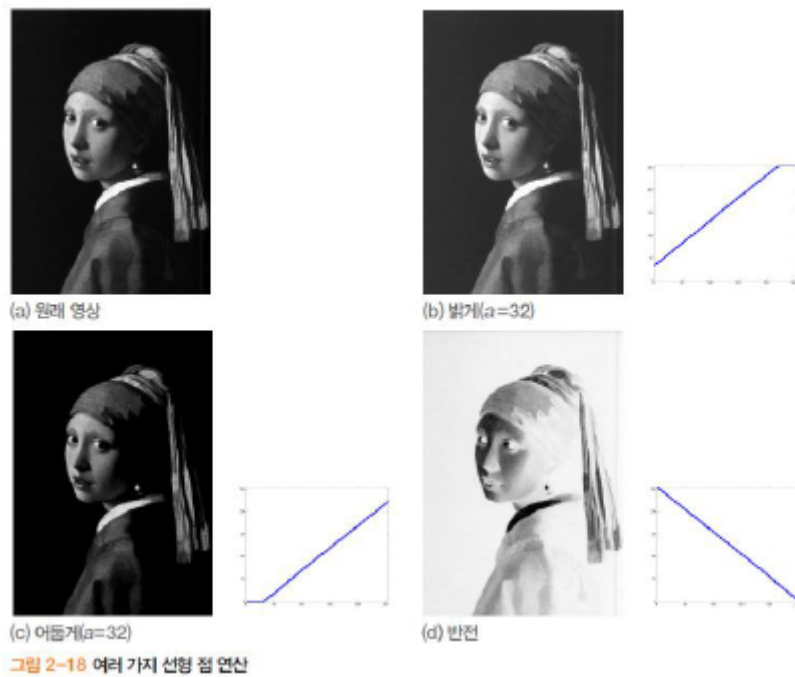 (a) 원래 영상
(b) 밝게(a=32)
(c) 어둡게(a=32)
(d) 반전
그림 2-18 여러 가지 선형 점 연산